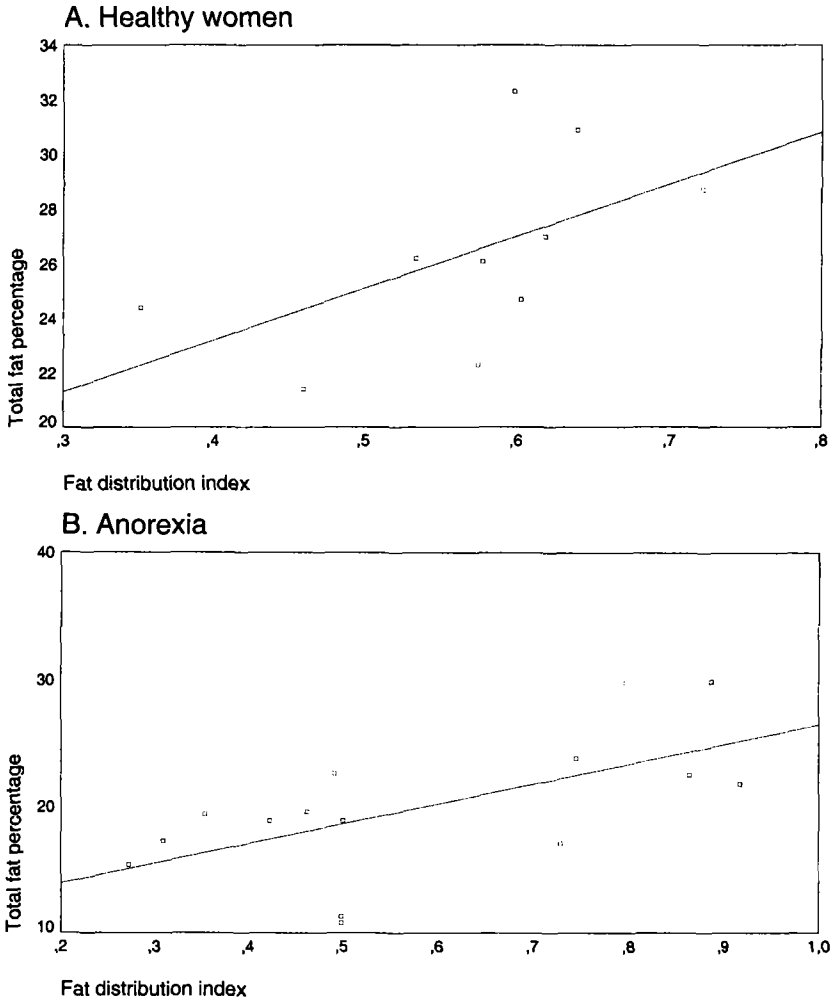 A. Healthy women
34
32
30
28
26
24
22
20
Total fat percentage
,3 ,4 ,5 ,6 ,7 ,8
Fat distribution index
B. Anorexia
40
30
20
10
Total fat percentage
,2 ,3 ,4 ,5 ,6 ,7 ,8 ,9 1,0
Fat distribution index